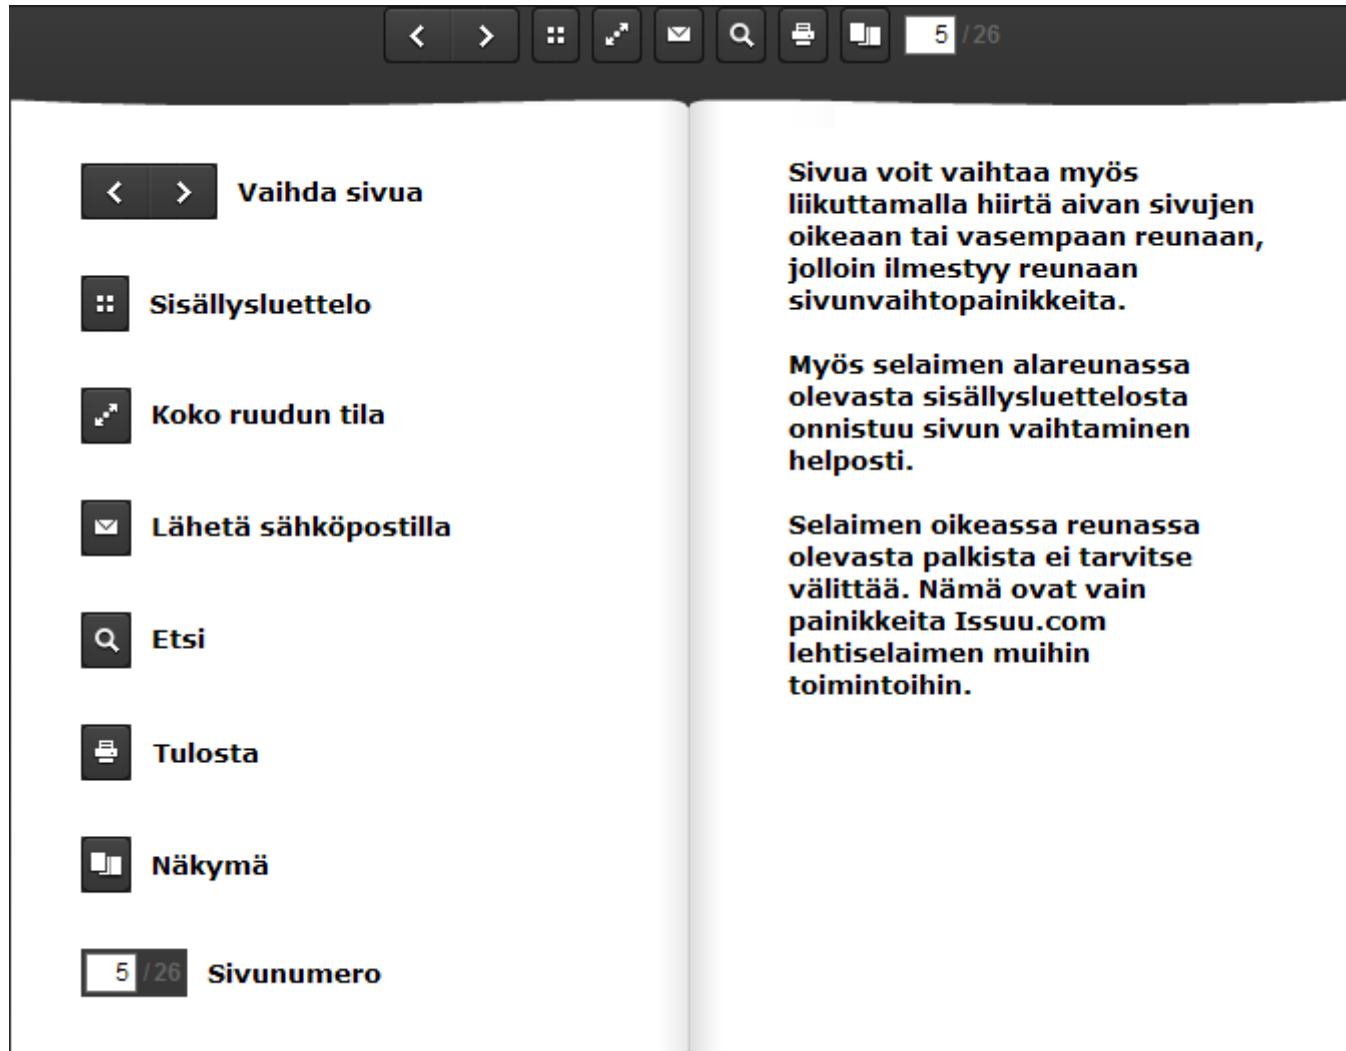 5 / 26
Vaihda sivua
Sisällysluettelo
Koko ruudun tila
Lähetä sähköpostilla
Etsi
Tulosta
Näkymä
5 / 26 Sivunumero
Sivua voit vaihtaa myös
liikuttamalla hiirtä aivan sivujen
oikeaan tai vasempaan reunaan,
jolloin ilmestyy reunaan
sivunvaihtopainikkeita.
Myös selaimen alareunassa
olevasta sisällysluettelosta
onnistuu sivun vaihtaminen
helposti.
Selaimen oikeassa reunassa
olevasta palkista ei tarvitse
välittää. Nämä ovat vain
painikkeita Issuu.com
lehtiselaimen muihin
toimintoihin.